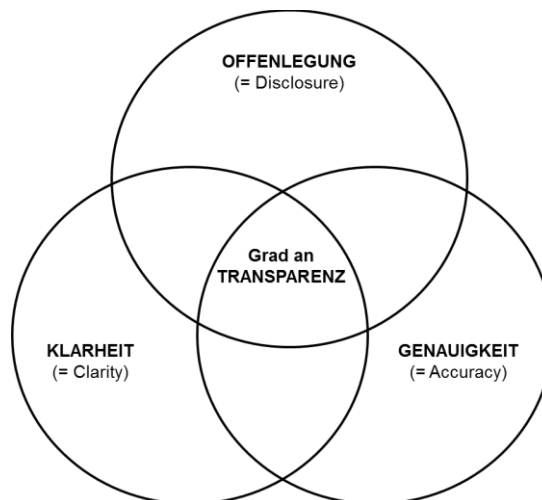 OFFENLEGUNG
(= Disclosure)
Grad an
TRANSPARENZ
KLARHEIT
(= Clarity)
GENAUIGKEIT
(= Accuracy)